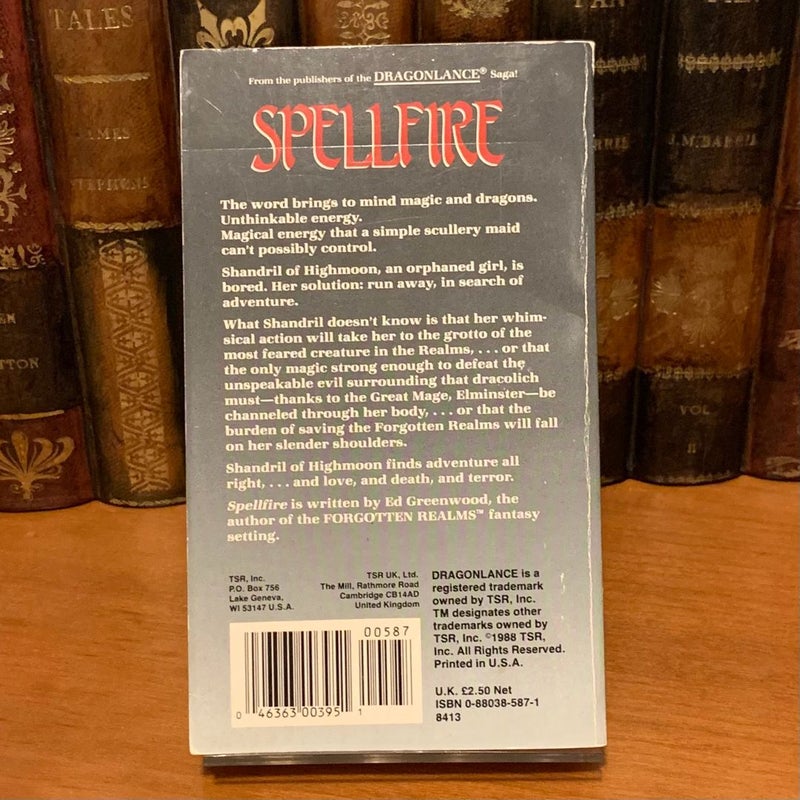 TALES
JAMES
STEPHENS
J.M. BARRIE
VOL.
II
From the publishers of the DRAGONLANCE® Saga!
SPELLFIRE
The word brings to mind magic and dragons.
Unthinkable energy.
Magical energy that a simple scullery maid
can't possibly control.
Shandril of Highmoon, an orphaned girl, is
bored. Her solution: run away, in search of
adventure.
What Shandril doesn't know is that her whim-
sical action will take her to the grotto of the
most feared creature in the Realms, . . . or that
the only magic strong enough to defeat the
unspeakable evil surrounding that dracolich
must—thanks to the Great Mage, Elminster—be
channeled through her body, . . . or that the
burden of saving the Forgotten Realms will fall
on her slender shoulders.
Shandril of Highmoon finds adventure all
right, . . . and love, and death, and terror.
Spellfire is written by Ed Greenwood, the
author of the FORGOTTEN REALMS™ fantasy
setting.
TSR, Inc.
P.O. Box 756
Lake Geneva,
WI 53147 U.S.A.
TSR UK, Ltd.
The Mill, Rathmore Road
Cambridge CB14AD
United Kingdom
DRAGONLANCE is a
registered trademark
owned by TSR, Inc.
TM designates other
trademarks owned by
TSR, Inc. ©1988 TSR,
Inc. All Rights Reserved.
Printed in U.S.A.
U.K. £2.50 Net
ISBN 0-88038-587-1
8413
00587
0 46363 00395 1